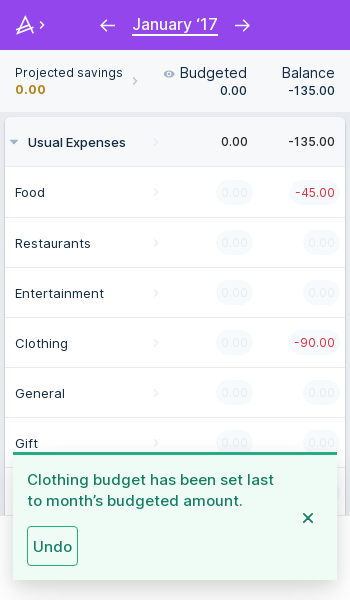 January ‘17
Projected savings
0.00
Budgeted
0.00
Balance
-135.00
Usual Expenses 0.00 -135.00
Food 0.00 -45.00
Restaurants 0.00 0.00
Entertainment 0.00 0.00
Clothing 0.00 -90.00
General 0.00 0.00
Gift 0.00 0.00
Clothing budget has been set last
to month’s budgeted amount.
Undo